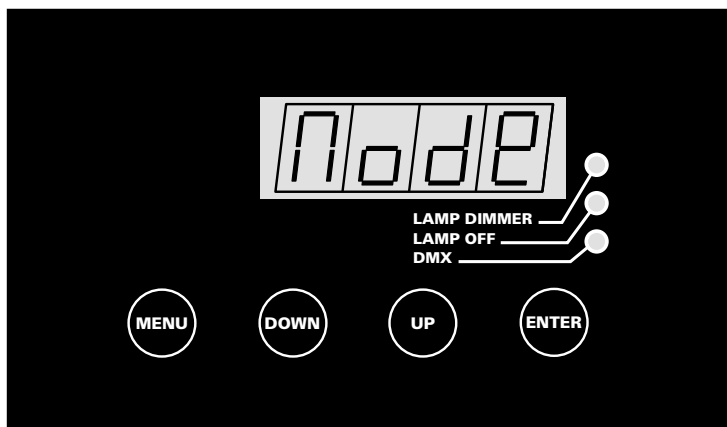 Mode
LAMP DIMMER
LAMP OFF
DMX
MENU DOWN UP ENTER